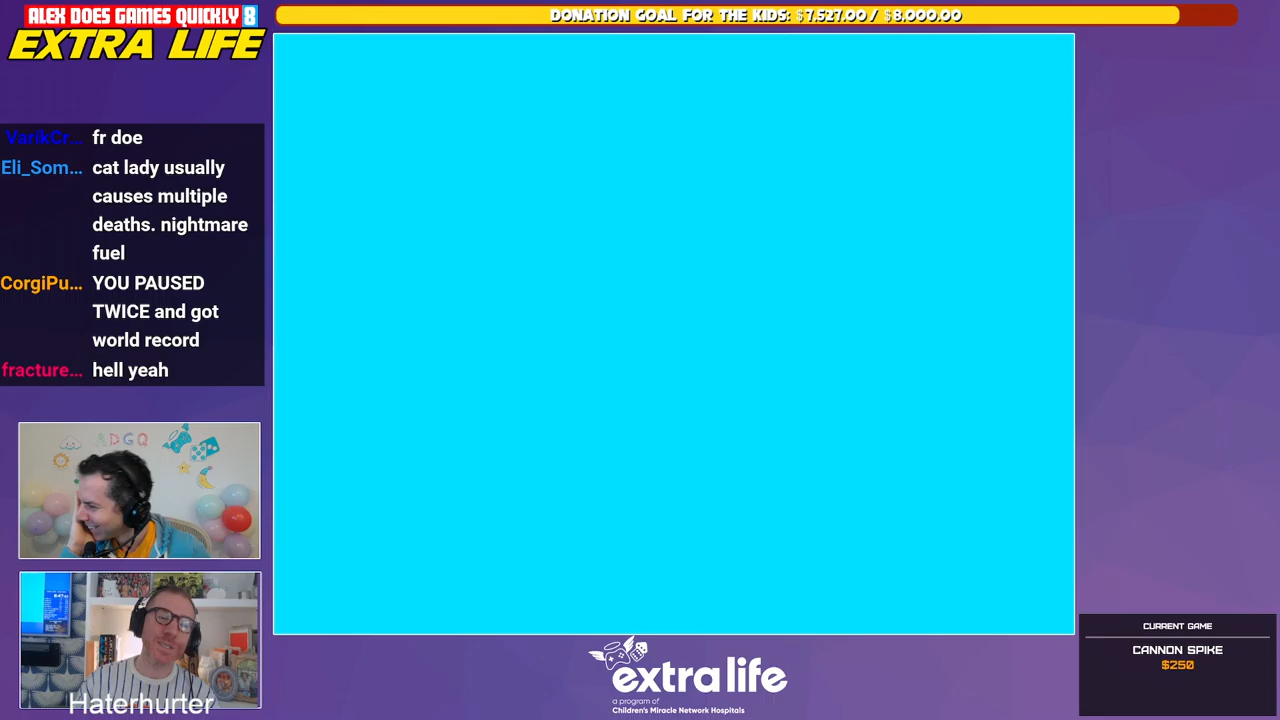 ALEX DOES GAMES QUICKLY 8
EXTRA LIFE
DONATION GOAL FOR THE KIDS: $7,527.00 / $8,000.00
VarikCr... fr doe
Eli_Som... cat lady usually
causes multiple
deaths. nightmare
fuel
CorgiPu... YOU PAUSED
TWICE and got
world record
fracture... hell yeah
ADGQ
Haterhurter
extra life
a program of
Children's Miracle Network Hospitals
CURRENT GAME
CANNON SPIKE
$250